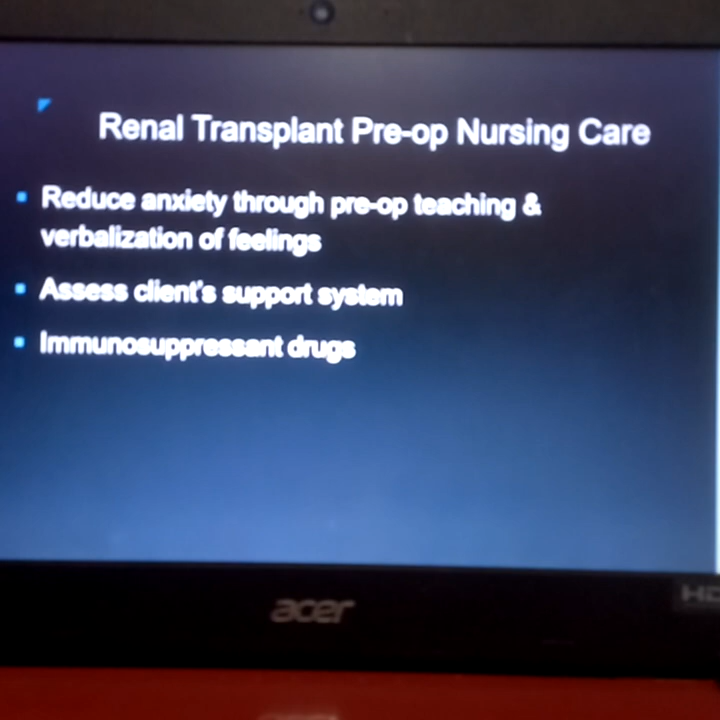 Renal Transplant Pre-op Nursing Care
Reduce anxiety through pre-op teaching &
verbalization of feelings
Assess client's support system
Immunosuppressant drugs
acer
HD